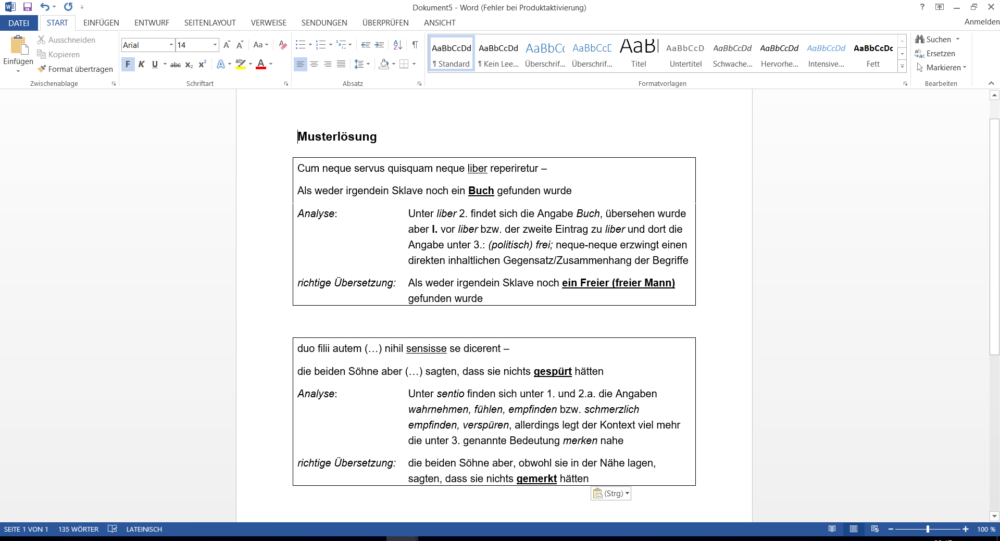 Dokument5 - Word (Fehler bei Produktaktivierung)
?
DATEI START EINFÜGEN ENTWURF SEITENLAYOUT VERWEISE SENDUNGEN ÜBERPRÜFEN ANSICHT Anmelden
Einfügen
Ausschneiden
Kopieren
Format übertragen
Zwischenablage
Arial 14
F K U abc x₂ x²
Schriftart
Absatz
AaBbCcDd AaBbCcDd AaBbCc AaBbCcC AaBl AaBbCcD AaBbCcDd AaBbCcDd AaBbCcDd AaBbCcDc
¶ Standard ¶ Kein Lee... Überschrif... Überschrif... Titel Untertitel Schwache... Hervorhe... Intensive... Fett
Formatvorlagen
Suchen
Ersetzen
Markieren
Bearbeiten
Musterlösung
Cum neque servus quisquam neque liber reperiretur –
Als weder irgendein Sklave noch ein Buch gefunden wurde
Analyse: Unter liber 2. findet sich die Angabe Buch, übersehen wurde
aber I. vor liber bzw. der zweite Eintrag zu liber und dort die
Angabe unter 3.: (politisch) frei; neque-neque erzwingt einen
direkten inhaltlichen Gegensatz/Zusammenhang der Begriffe
richtige Übersetzung: Als weder irgendein Sklave noch ein Freier (freier Mann)
gefunden wurde
duo filii autem (…) nihil sensisse se dicerent –
die beiden Söhne aber (…) sagten, dass sie nichts gespürt hätten
Analyse: Unter sentio finden sich unter 1. und 2.a. die Angaben
wahrnehmen, fühlen, empfinden bzw. schmerzlich
empfinden, verspüren, allerdings legt der Kontext viel mehr
die unter 3. genannte Bedeutung merken nahe
richtige Übersetzung: die beiden Söhne aber, obwohl sie in der Nähe lagen,
sagten, dass sie nichts gemerkt hätten
(Strg)
SEITE 1 VON 1 135 WÖRTER LATEINISCH 100 %